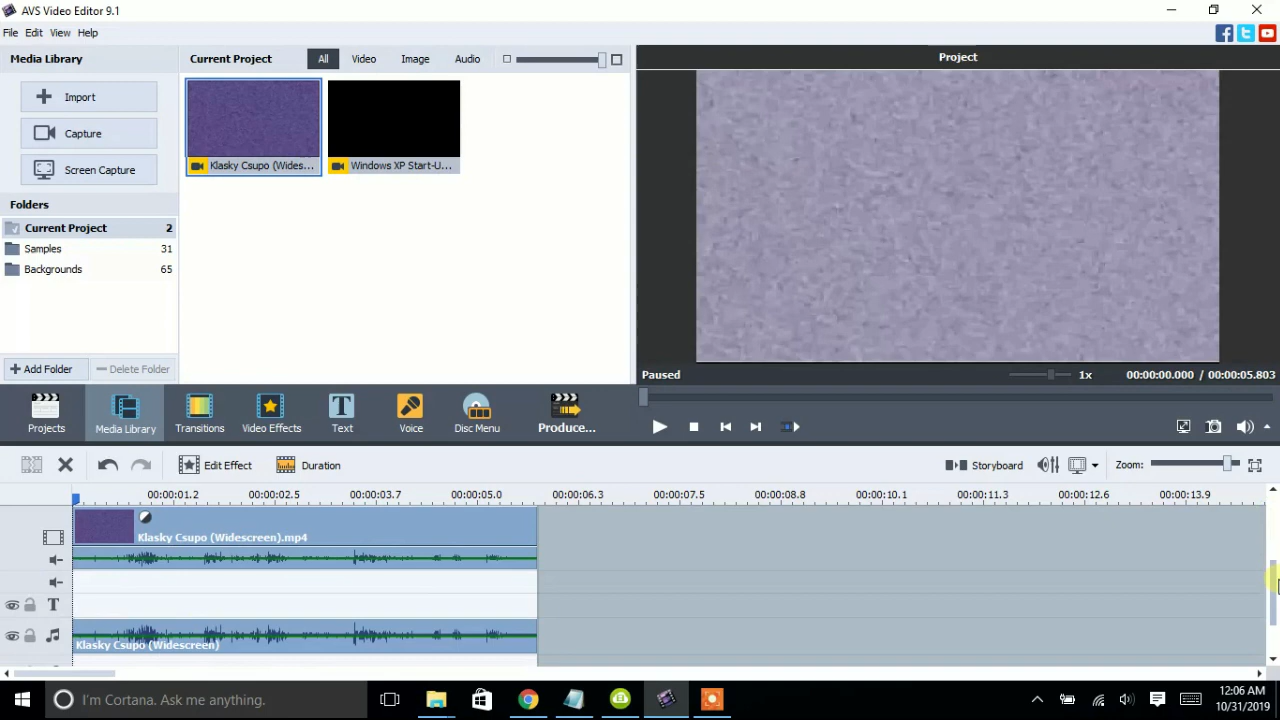 AVS Video Editor 9.1
File Edit View Help
Media Library
Current Project
All
Video
Image
Audio
Project
Import
Capture
Screen Capture
Klasky Csupo (Wides...
Windows XP Start-U...
Folders
Current Project 2
Samples 31
Backgrounds 65
Add Folder
Delete Folder
Paused
1x
00:00:00.000 / 00:00:05.803
Projects
Media Library
Transitions
Video Effects
Text
Voice
Disc Menu
Produce...
Edit Effect
Duration
Storyboard
Zoom:
00:00:01.2 00:00:02.5 00:00:03.7 00:00:05.0 00:00:06.3 00:00:07.5 00:00:08.8 00:00:10.1 00:00:11.3 00:00:12.6 00:00:13.9
Klasky Csupo (Widescreen).mp4
T
Klasky Csupo (Widescreen)
I'm Cortana. Ask me anything.
12:06 AM
10/31/2019